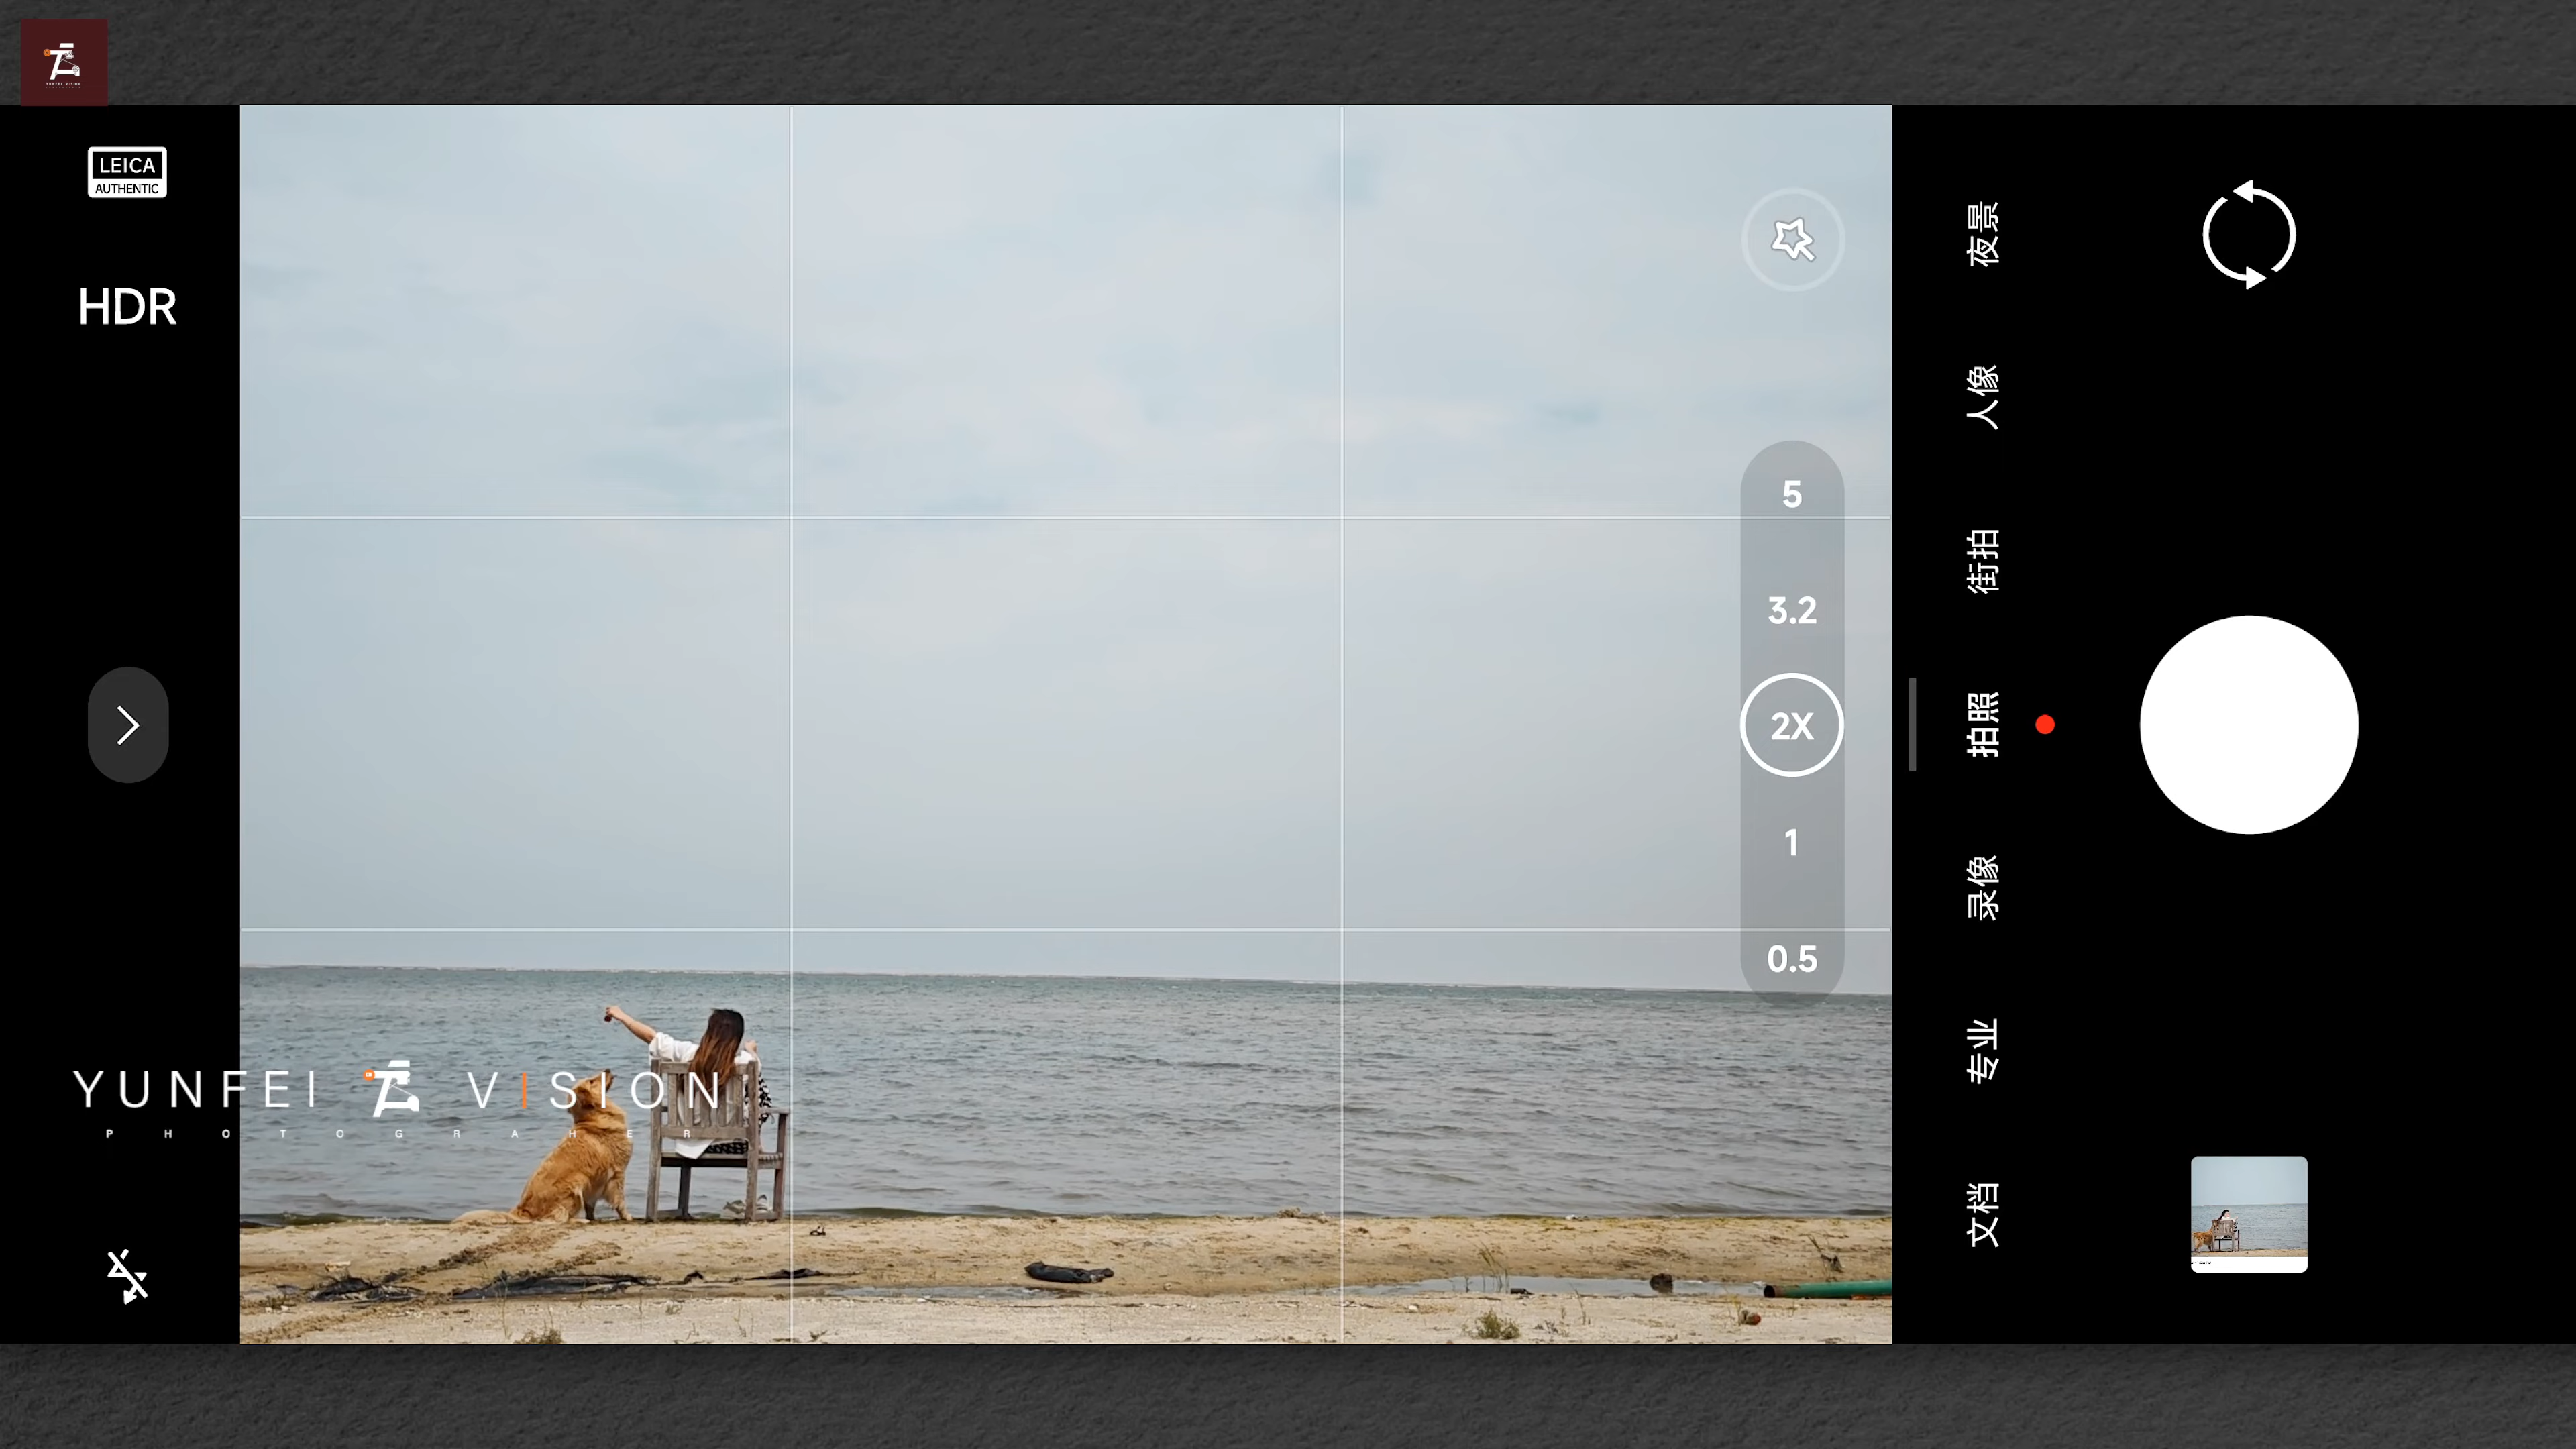 LEICA
AUTHENTIC
HDR
5
3.2
2X
1
0.5
夜景
人像
街拍
拍照
录像
专业
文档
YUNFEI VISION
PHOTOGRAPHER